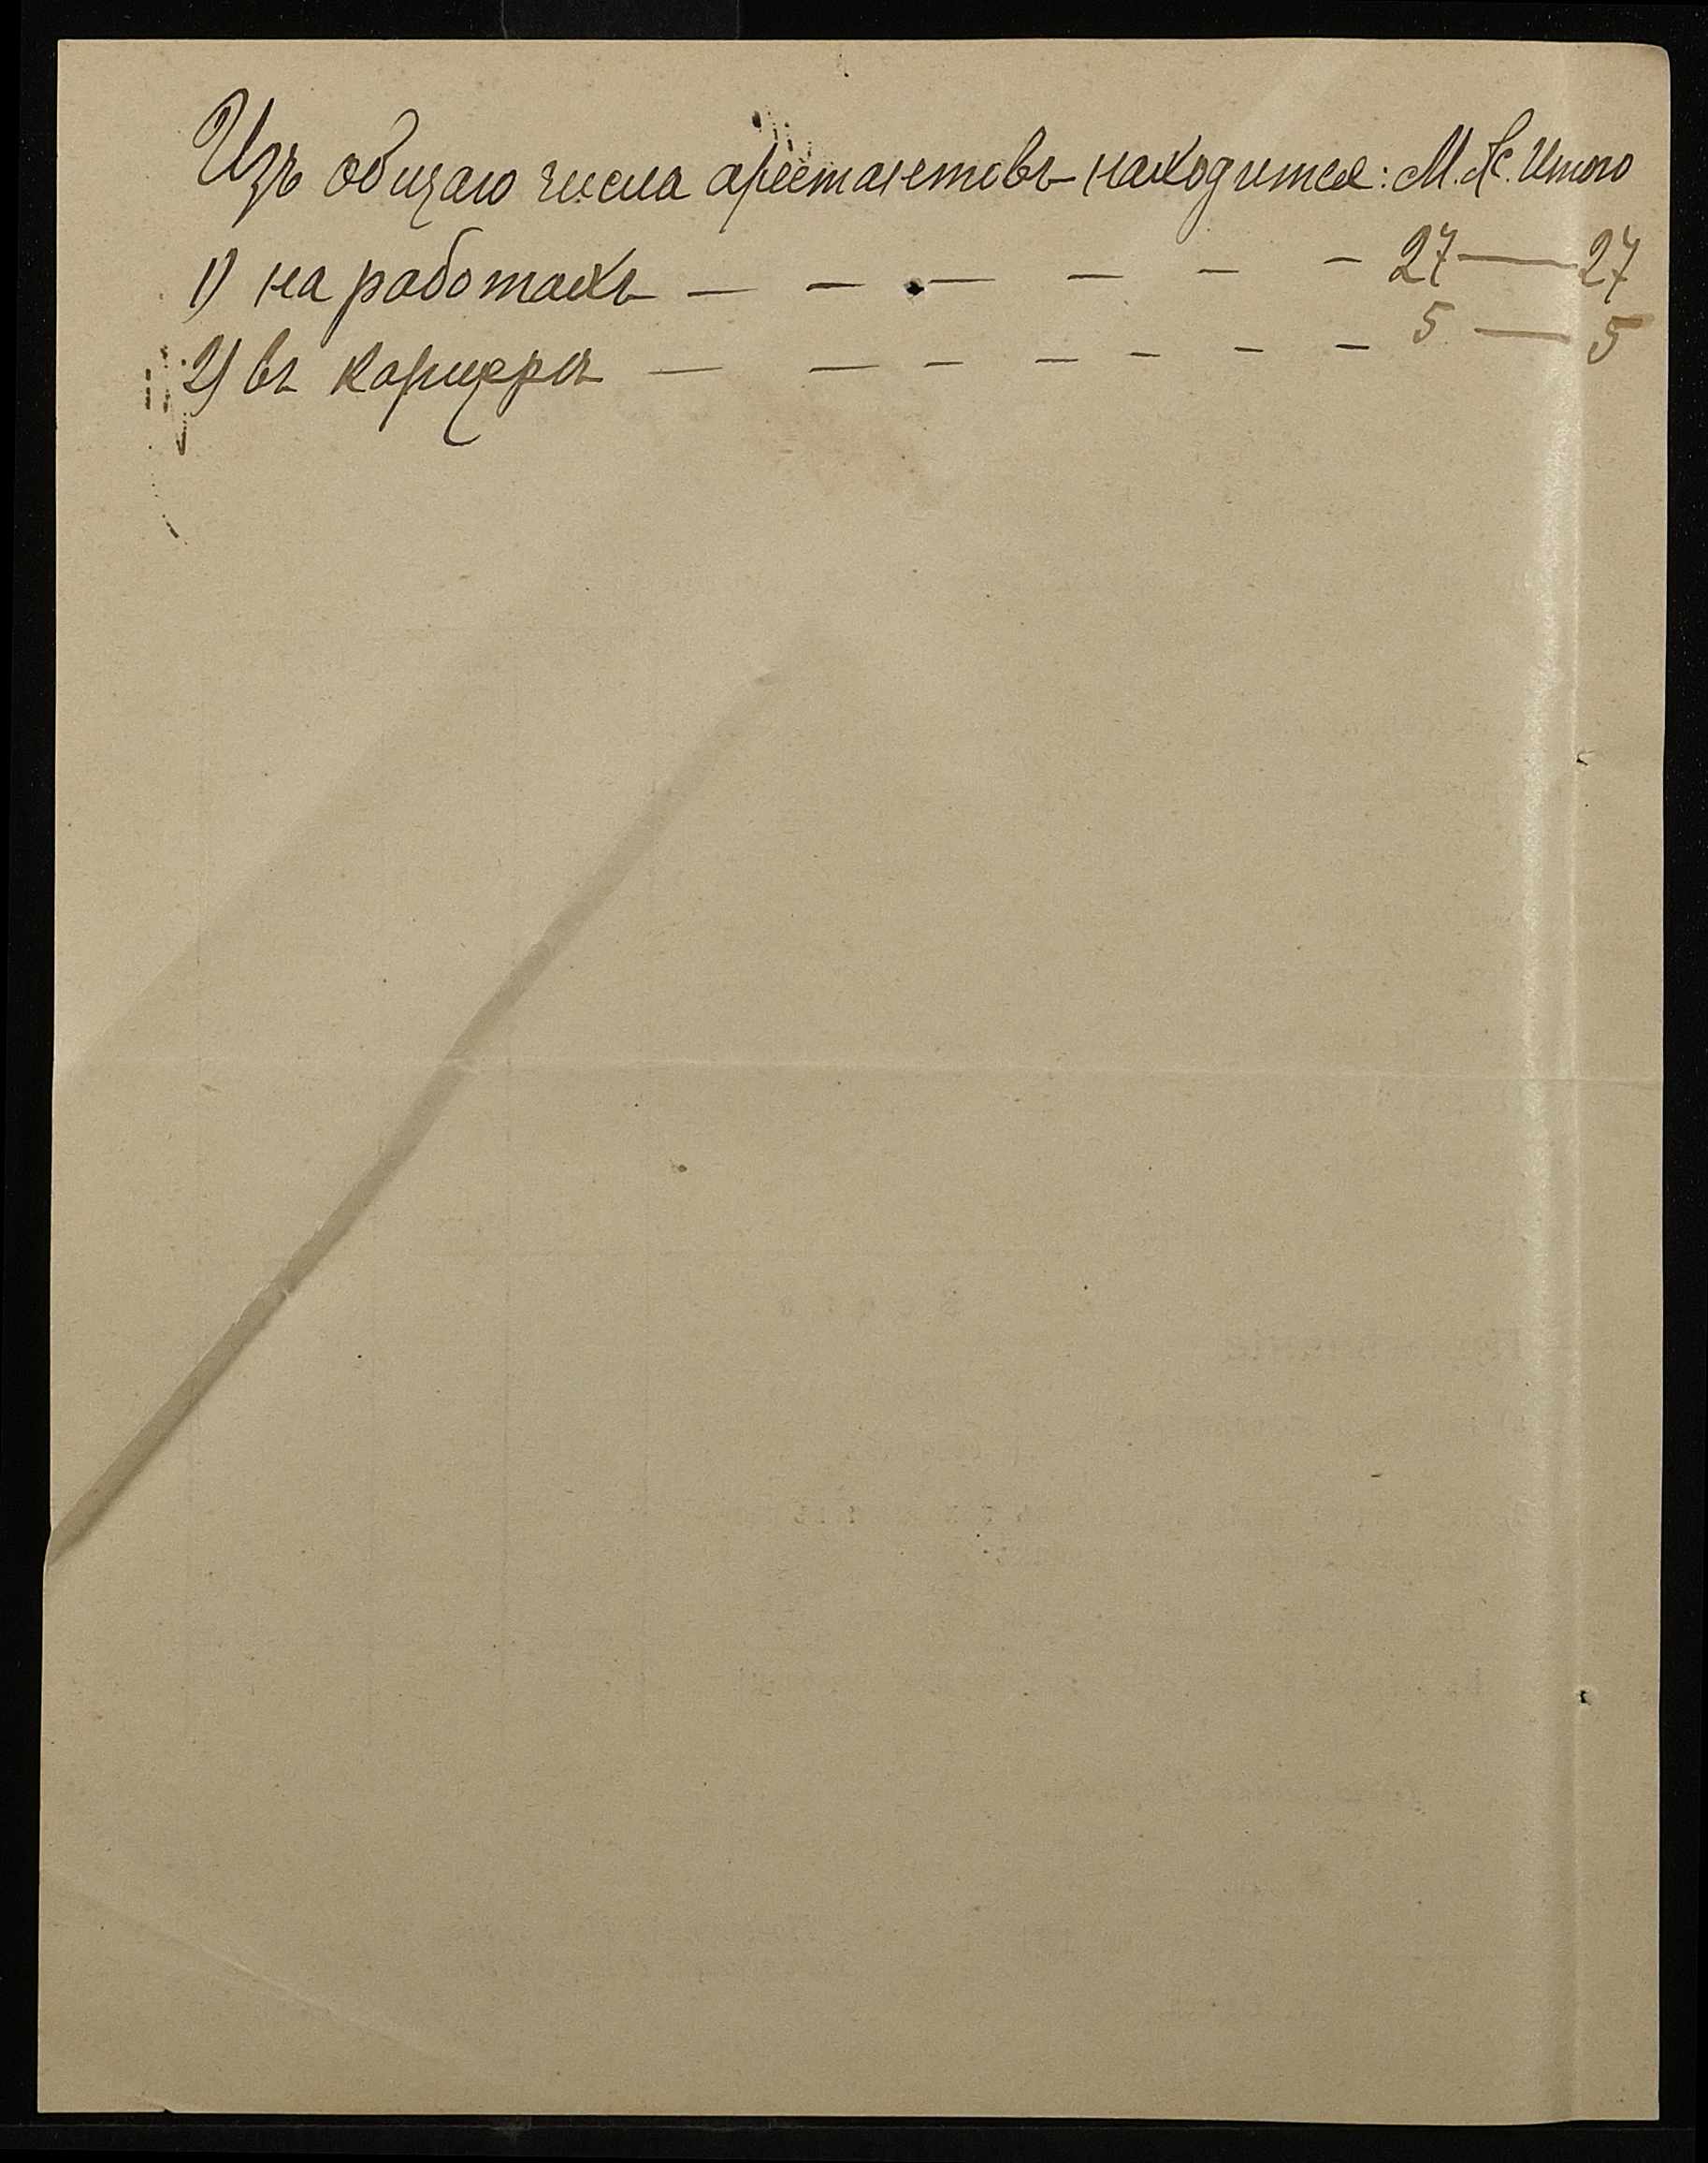 Изъ общаго числа арестантовъ находится: М. Ж. Итого
1) на работахъ — — — — — — 27 — 27
2) въ карцерѣ — — — — — — — 5 — 5